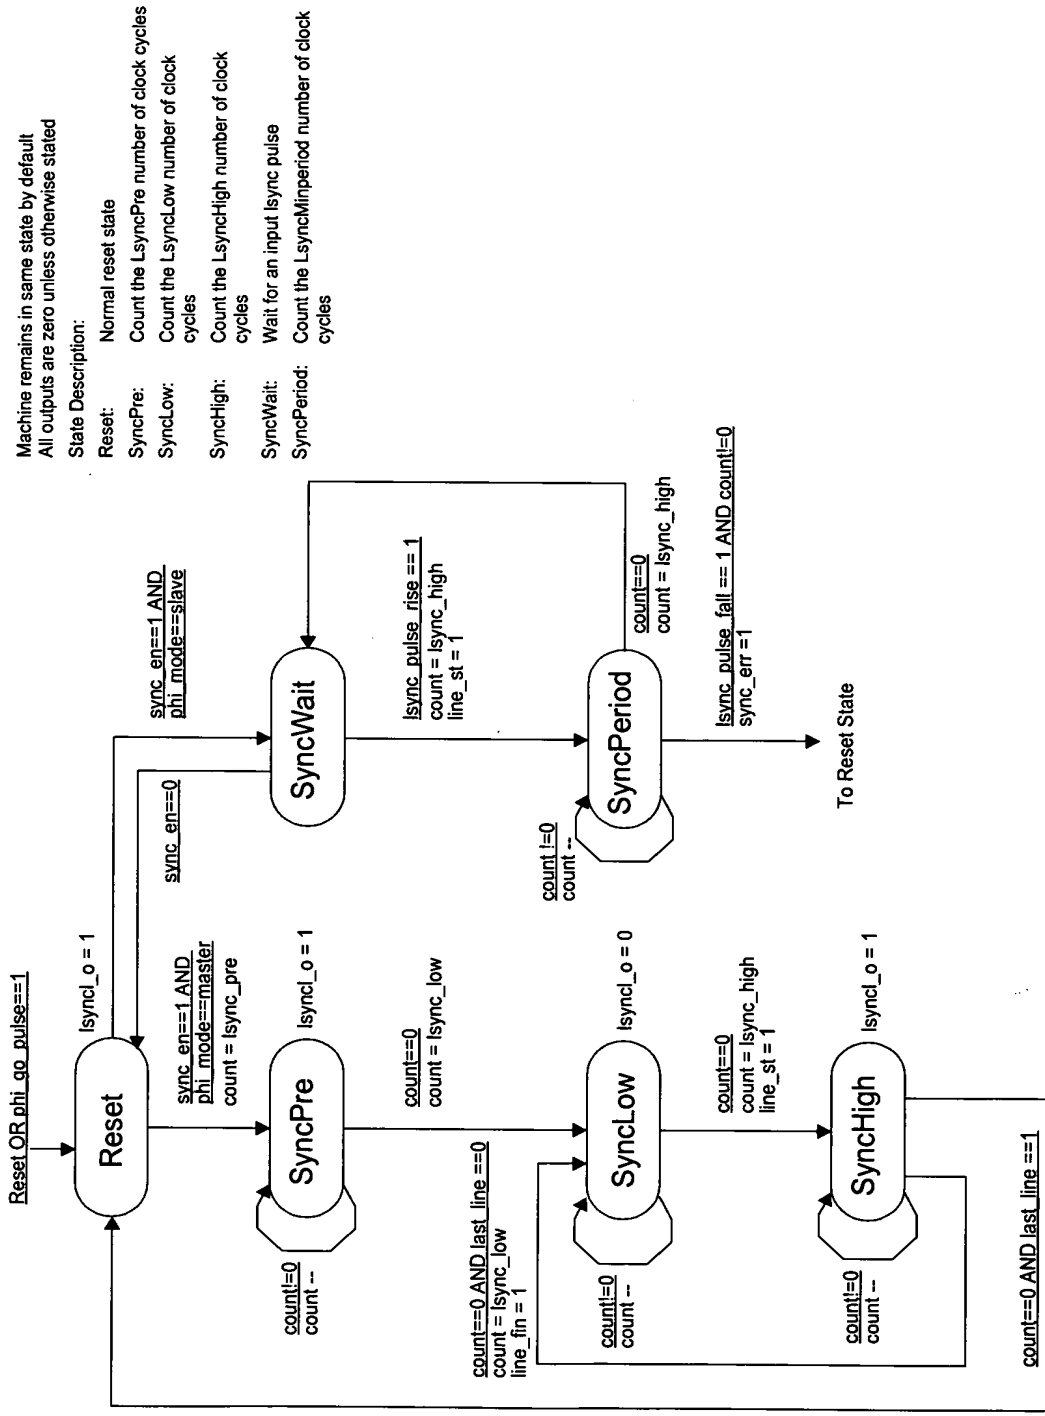 Machine remains in same state by default
All outputs are zero unless otherwise stated
State Description:
Reset: Normal reset state
SyncPre: Count the LsyncPre number of clock cycles
SyncLow: Count the LsyncLow number of clock
cycles
SyncHigh: Count the LsyncHigh number of clock
cycles
SyncWait: Wait for an input lsync pulse
SyncPeriod: Count the LsyncMinperiod number of clock
cycles
Reset OR phi_go_pulse==1
Reset
lsyncl_o = 1
sync_en==1 AND
phi_mode==slave
sync_en==0
SyncWait
sync_en==1 AND
phi_mode==master
count = lsync_pre
SyncPre
lsyncl_o = 1
count!=0
count --
lsync_pulse_rise == 1
count = lsync_high
line_st = 1
count==0
count = lsync_low
SyncPeriod
count !=0
count --
count==0
count = lsync_high
lsync_pulse_fall == 1 AND count!=0
sync_err =1
To Reset State
count==0 AND last_line ==0
count = lsync_low
line_fin = 1
SyncLow
lsyncl_o = 0
count!=0
count --
count==0
count = lsync_high
line_st = 1
SyncHigh
lsyncl_o = 1
count!=0
count --
count==0 AND last_line ==1